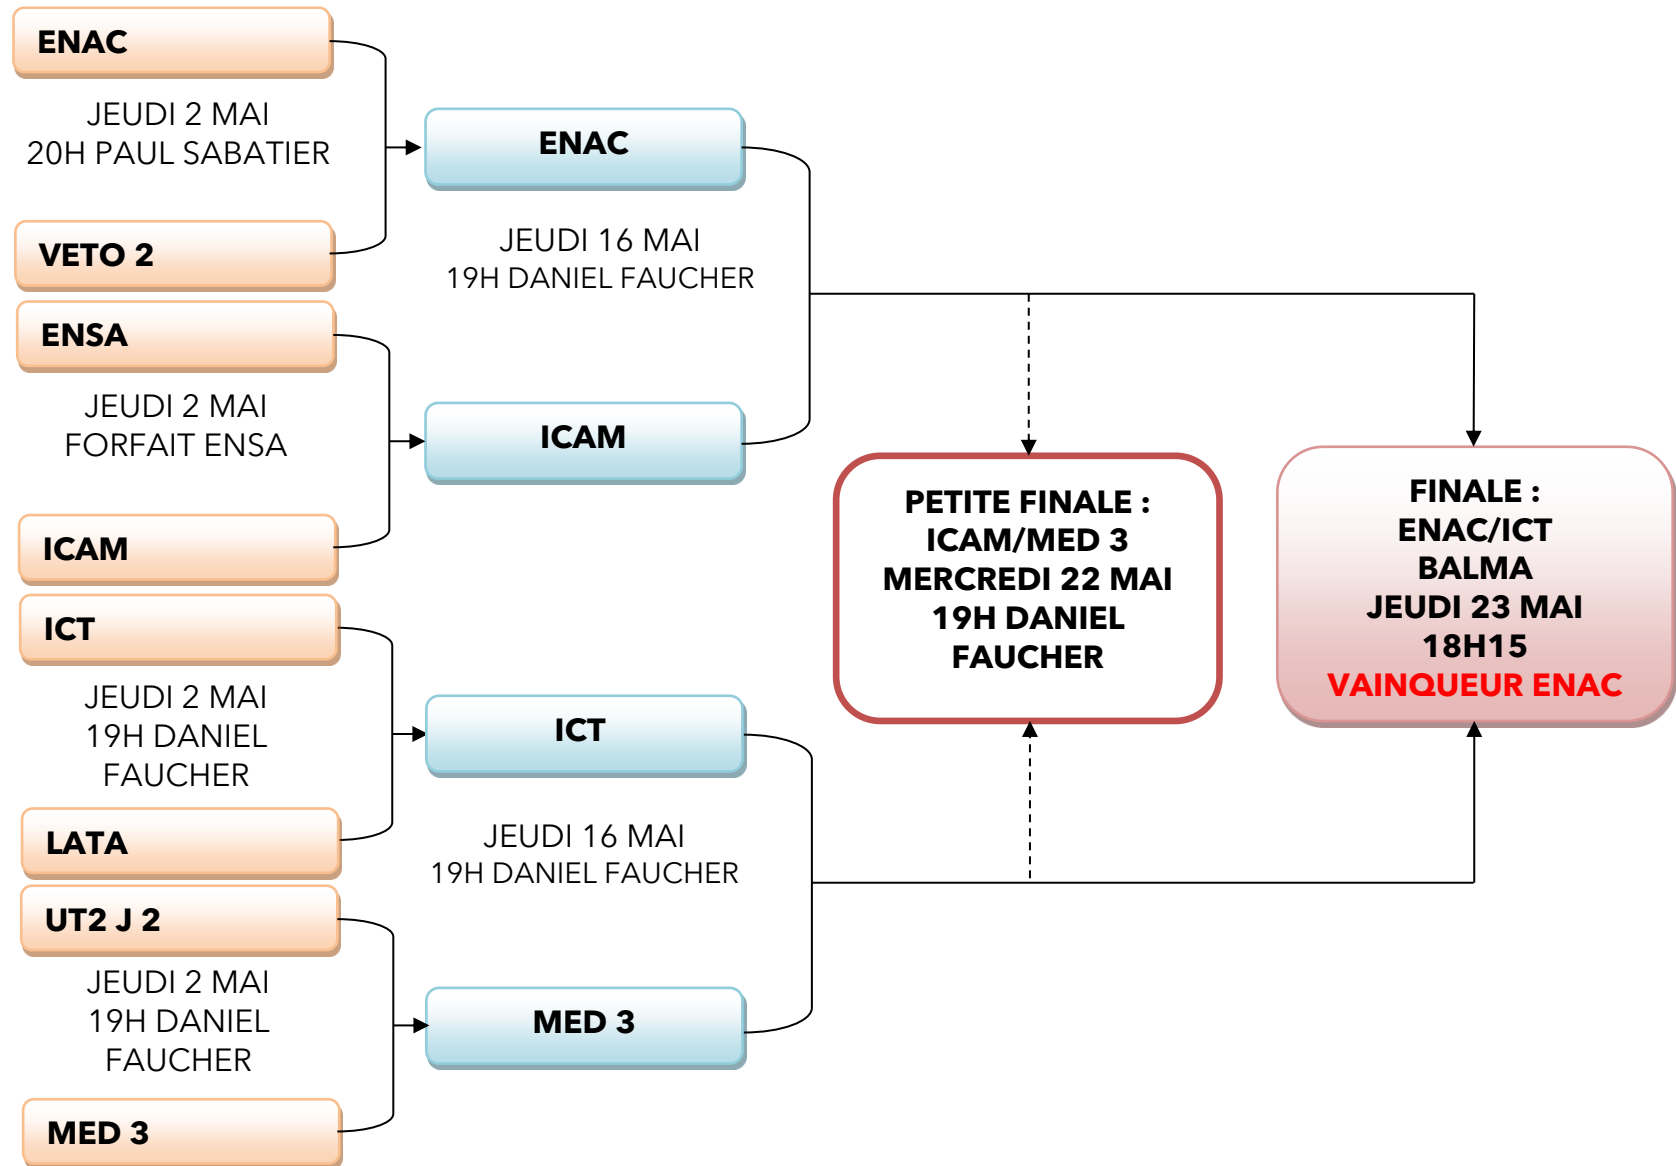 ENAC
JEUDI 2 MAI
20H PAUL SABATIER
VETO 2
ENSA
JEUDI 2 MAI
FORFAIT ENSA
ICAM
ICT
JEUDI 2 MAI
19H DANIEL
FAUCHER
LATA
UT2 J 2
JEUDI 2 MAI
19H DANIEL
FAUCHER
MED 3
ENAC
JEUDI 16 MAI
19H DANIEL FAUCHER
ICAM
ICT
JEUDI 16 MAI
19H DANIEL FAUCHER
MED 3
PETITE FINALE :
ICAM/MED 3
MERCREDI 22 MAI
19H DANIEL
FAUCHER
FINALE :
ENAC/ICT
BALMA
JEUDI 23 MAI
18H15
VAINQUEUR ENAC